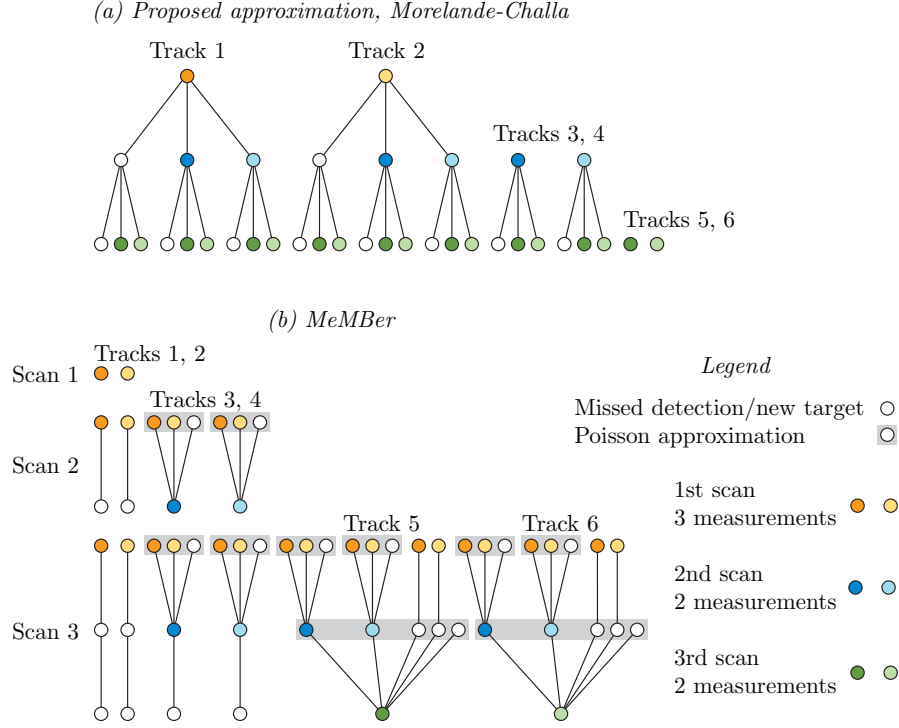 (a) Proposed approximation, Morelande-Challa
Track 1
Track 2
Tracks 3, 4
Tracks 5, 6
(b) MeMBer
Tracks 1, 2
Scan 1
Tracks 3, 4
Scan 2
Track 5
Track 6
Scan 3
Legend
Missed detection/new target
Poisson approximation
1st scan
3 measurements
2nd scan
2 measurements
3rd scan
2 measurements